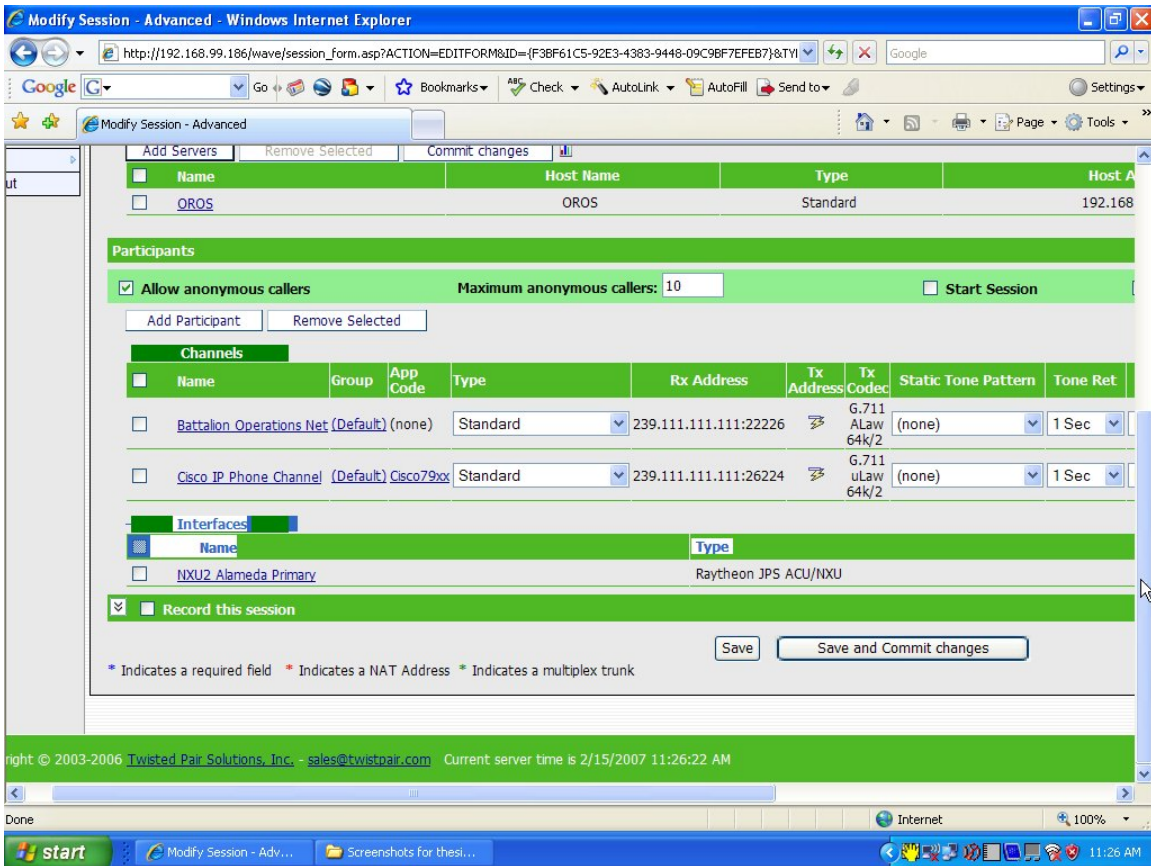 Modify Session - Advanced - Windows Internet Explorer
http://192.168.99.186/wave/session_form.asp?ACTION=EDITFORM&ID={F3BF61C5-92E3-4383-9448-09C9BF7EFEB7}&TYI
Google
Google G Go Bookmarks ABC Check AutoLink AutoFill Send to Settings
Modify Session - Advanced Page Tools »
Add Servers Remove Selected Commit changes
ut
Name Host Name Type Host A
OROS OROS Standard 192.168
Participants
Allow anonymous callers Maximum anonymous callers: 10 Start Session
Add Participant Remove Selected
Channels
Name Group App Code Type Rx Address Tx Address Tx Codec Static Tone Pattern Tone Ret
Battalion Operations Net (Default) (none) Standard 239.111.111.111:22226 G.711 ALaw 64k/2 (none) 1 Sec
Cisco IP Phone Channel (Default) Cisco79xx Standard 239.111.111.111:26224 G.711 uLaw 64k/2 (none) 1 Sec
Interfaces
Name Type
NXU2 Alameda Primary Raytheon JPS ACU/NXU
Record this session
Save Save and Commit changes
* Indicates a required field * Indicates a NAT Address * Indicates a multiplex trunk
right © 2003-2006 Twisted Pair Solutions, Inc. - sales@twistpair.com Current server time is 2/15/2007 11:26:22 AM
Done Internet 100%
start Modify Session - Adv... Screenshots for thesi... 11:26 AM